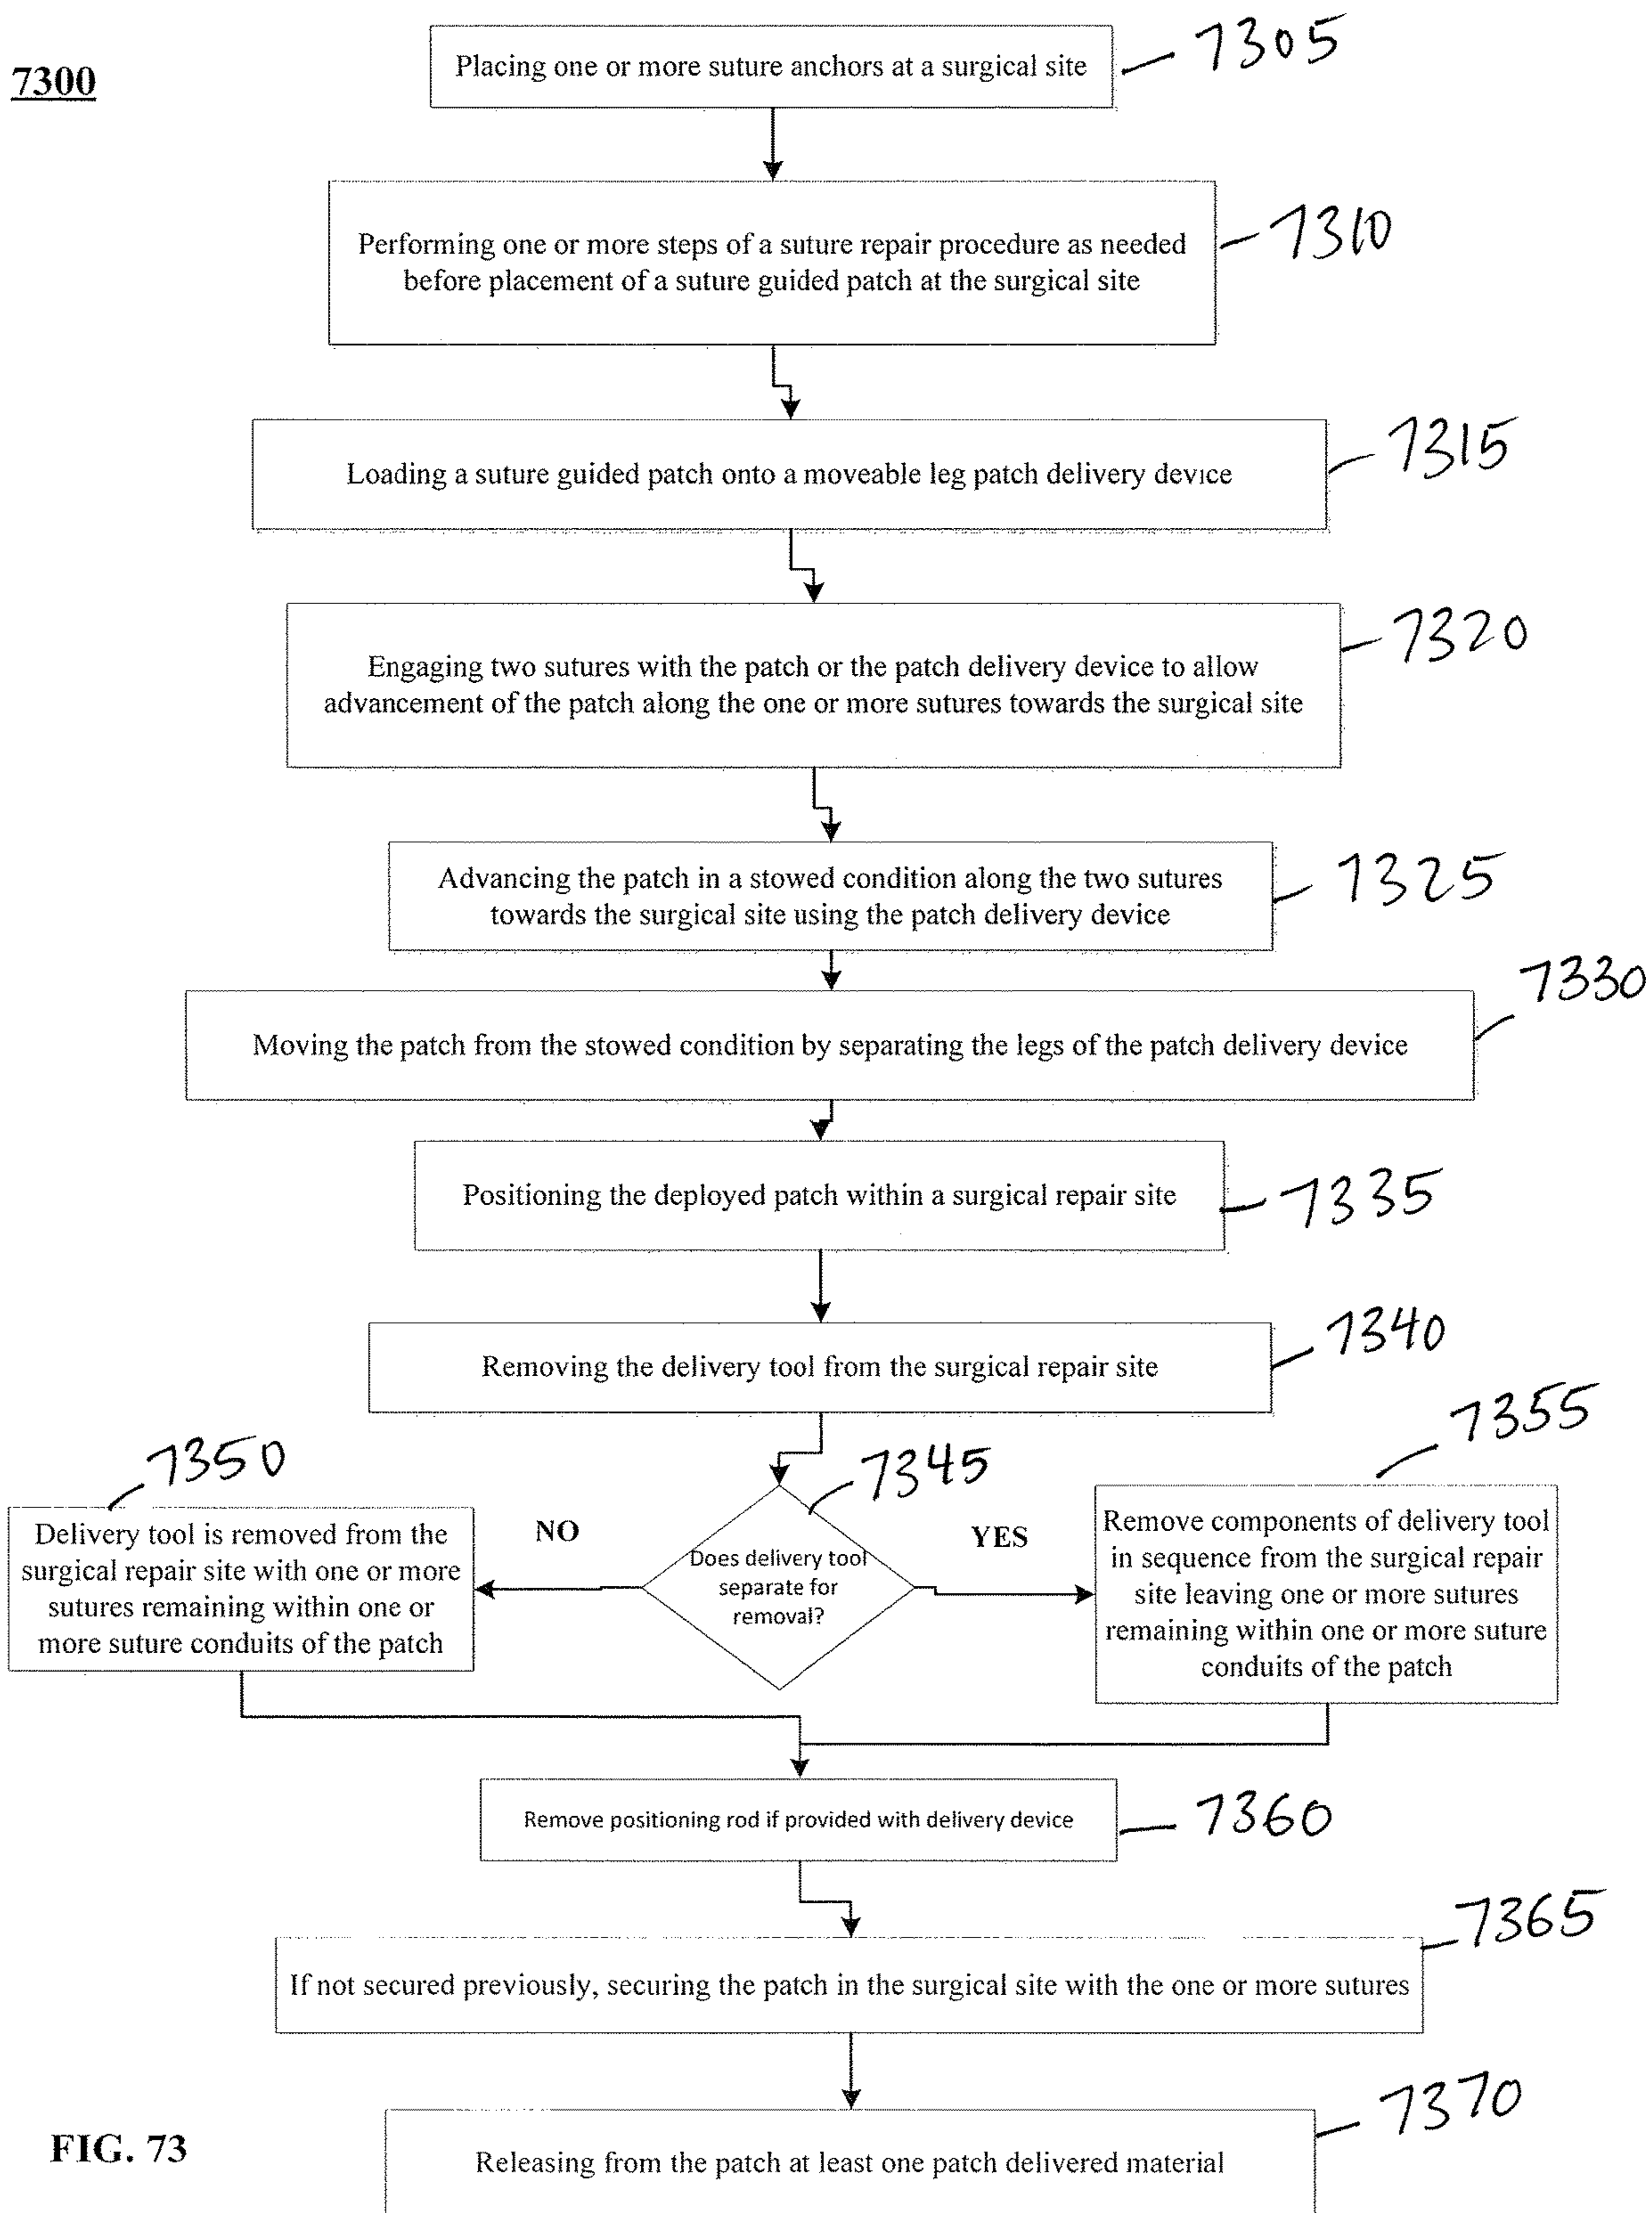 7300
Placing one or more suture anchors at a surgical site
7305
Performing one or more steps of a suture repair procedure as needed
before placement of a suture guided patch at the surgical site
7310
Loading a suture guided patch onto a moveable leg patch delivery device
7315
Engaging two sutures with the patch or the patch delivery device to allow
advancement of the patch along the one or more sutures towards the surgical site
7320
Advancing the patch in a stowed condition along the two sutures
towards the surgical site using the patch delivery device
7325
Moving the patch from the stowed condition by separating the legs of the patch delivery device
7330
Positioning the deployed patch within a surgical repair site
7335
Removing the delivery tool from the surgical repair site
7340
7350
Delivery tool is removed from the
surgical repair site with one or more
sutures remaining within one or
more suture conduits of the patch
NO
7345
Does delivery tool
separate for
removal?
YES
7355
Remove components of delivery tool
in sequence from the surgical repair
site leaving one or more sutures
remaining within one or more suture
conduits of the patch
Remove positioning rod if provided with delivery device
7360
If not secured previously, securing the patch in the surgical site with the one or more sutures
7365
Releasing from the patch at least one patch delivered material
7370
FIG. 73